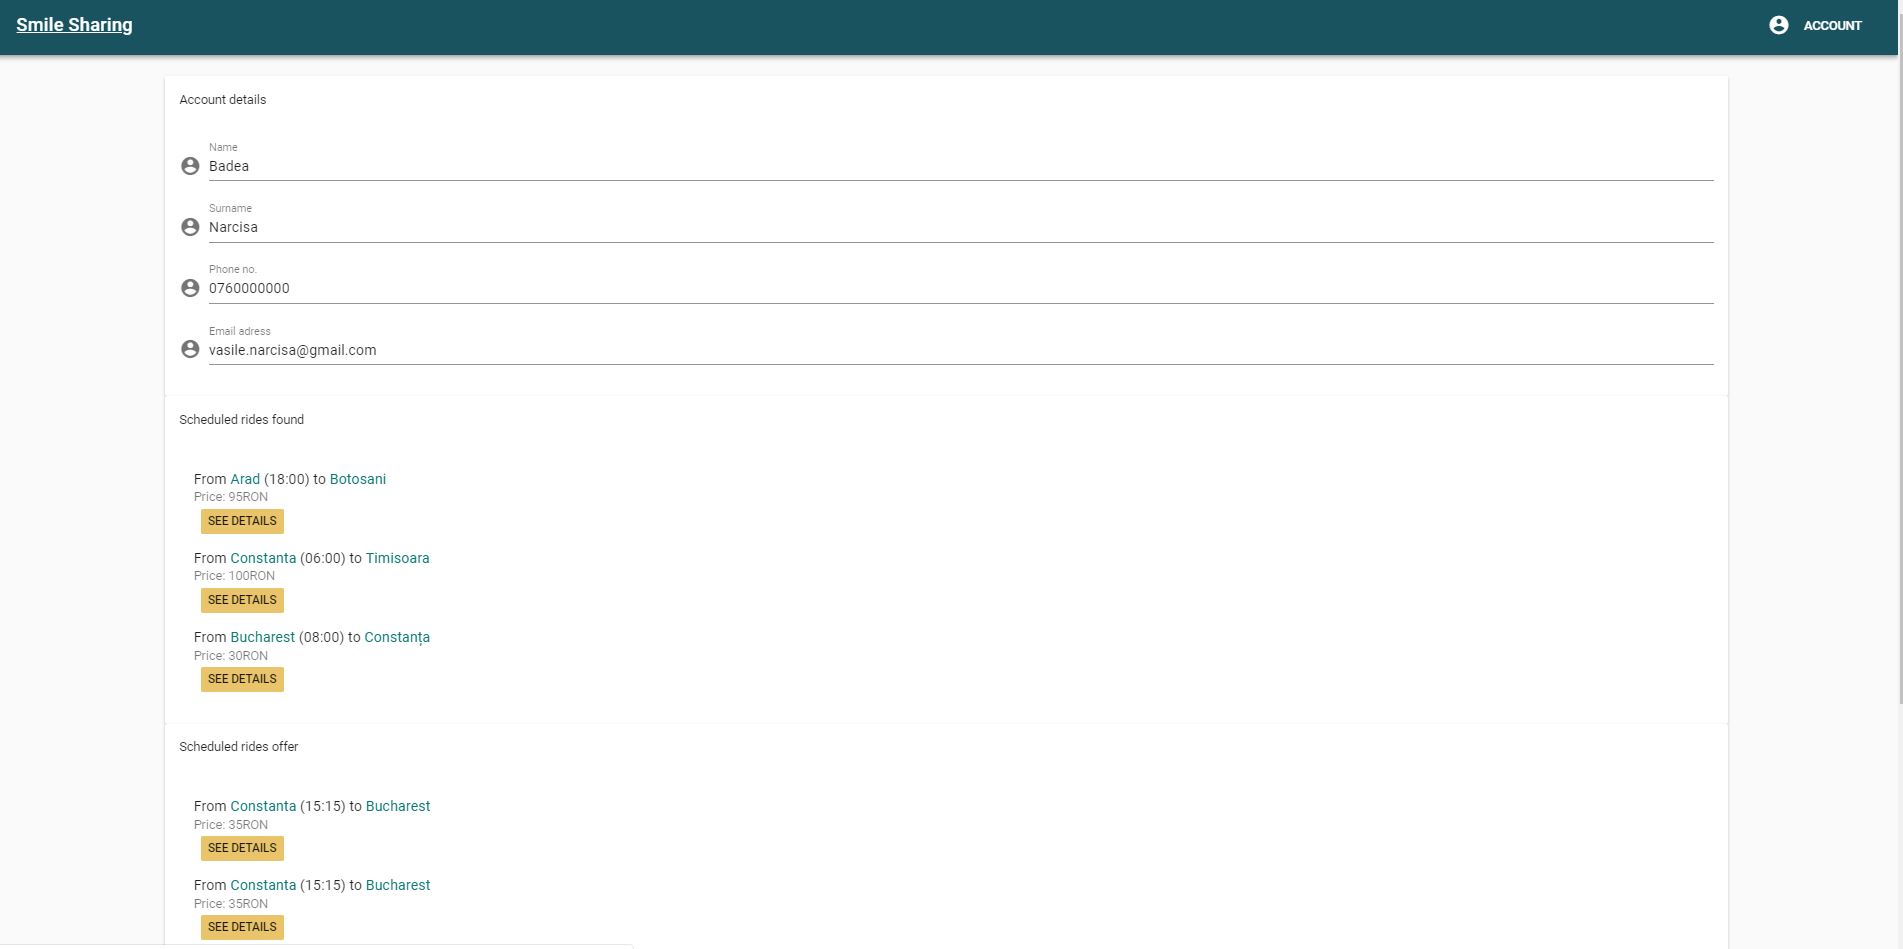 Smile Sharing
ACCOUNT
Account details
Name
Badea
Surname
Narcisa
Phone no.
0760000000
Email adress
vasile.narcisa@gmail.com
Scheduled rides found
From Arad (18:00) to Botosani
Price: 95RON
SEE DETAILS
From Constanta (06:00) to Timisoara
Price: 100RON
SEE DETAILS
From Bucharest (08:00) to Constanța
Price: 30RON
SEE DETAILS
Scheduled rides offer
From Constanta (15:15) to Bucharest
Price: 35RON
SEE DETAILS
From Constanta (15:15) to Bucharest
Price: 35RON
SEE DETAILS